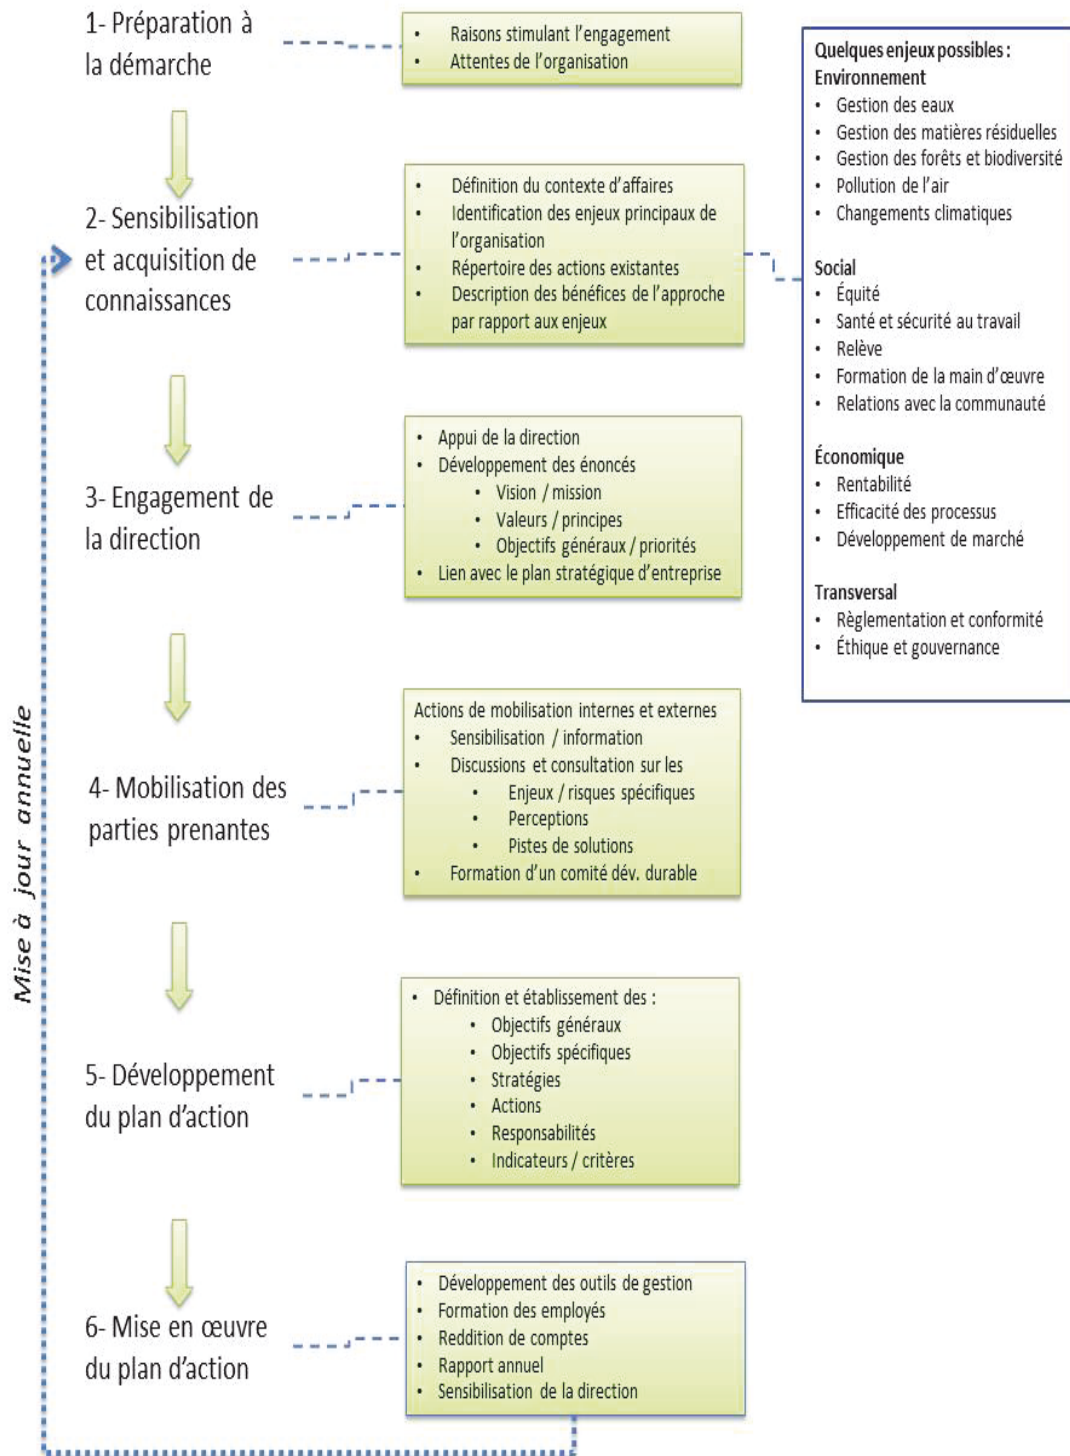 1- Préparation à
la démarche
• Raisons stimulant l'engagement
• Attentes de l'organisation
Quelques enjeux possibles :
Environnement
• Gestion des eaux
• Gestion des matières résiduelles
• Gestion des forêts et biodiversité
• Pollution de l'air
• Changements climatiques
Social
• Équité
• Santé et sécurité au travail
• Relève
• Formation de la main d'œuvre
• Relations avec la communauté
Économique
• Rentabilité
• Efficacité des processus
• Développement de marché
Transversal
• Règlementation et conformité
• Éthique et gouvernance
2- Sensibilisation
et acquisition de
connaissances
• Définition du contexte d'affaires
• Identification des enjeux principaux de
l'organisation
• Répertoire des actions existantes
• Description des bénéfices de l'approche
par rapport aux enjeux
3- Engagement de
la direction
• Appui de la direction
• Développement des énoncés
• Vision / mission
• Valeurs / principes
• Objectifs généraux / priorités
• Lien avec le plan stratégique d'entreprise
4- Mobilisation des
parties prenantes
Actions de mobilisation internes et externes
• Sensibilisation / information
• Discussions et consultation sur les
• Enjeux / risques spécifiques
• Perceptions
• Pistes de solutions
• Formation d'un comité dév. durable
5- Développement
du plan d'action
• Définition et établissement des :
• Objectifs généraux
• Objectifs spécifiques
• Stratégies
• Actions
• Responsabilités
• Indicateurs / critères
6- Mise en œuvre
du plan d'action
• Développement des outils de gestion
• Formation des employés
• Reddition de comptes
• Rapport annuel
• Sensibilisation de la direction
Mise à jour annuelle